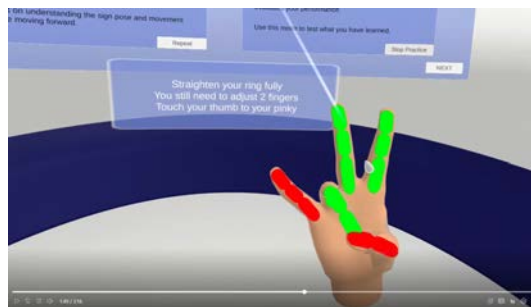 on understanding the sign pose and movement
moving forward.
Repeat
Use this mode to test what you have learned.
Stop Practice
NEXT
Straighten your ring fully
You still need to adjust 2 fingers
Touch your thumb to your pinky